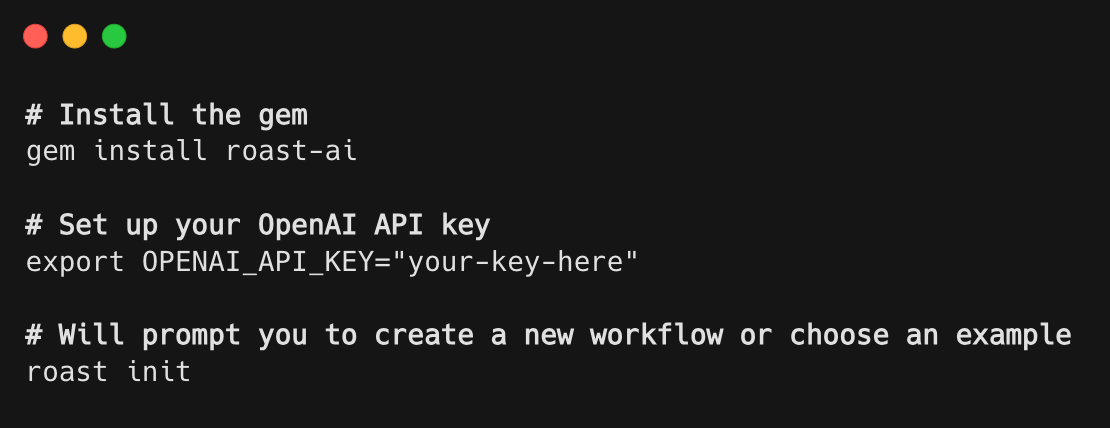 # Install the gem
gem install roast-ai
# Set up your OpenAI API key
export OPENAI_API_KEY="your-key-here"
# Will prompt you to create a new workflow or choose an example
roast init